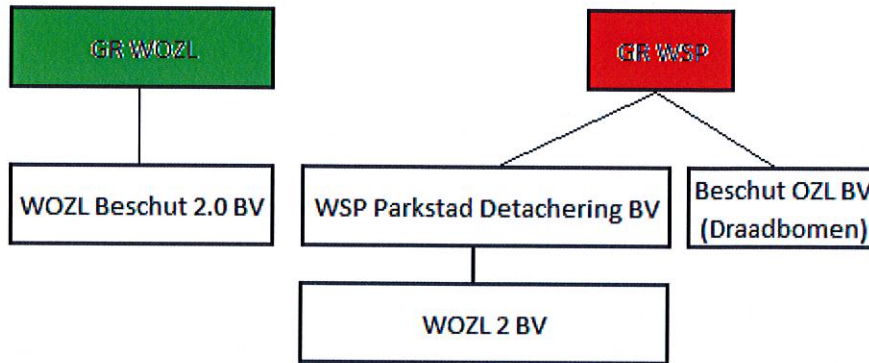 GR WOZL
GR WSP
WOZL Beschut 2.0 BV
WSP Parkstad Detachering BV
Beschut OZL BV
(Draadbomen)
WOZL 2 BV